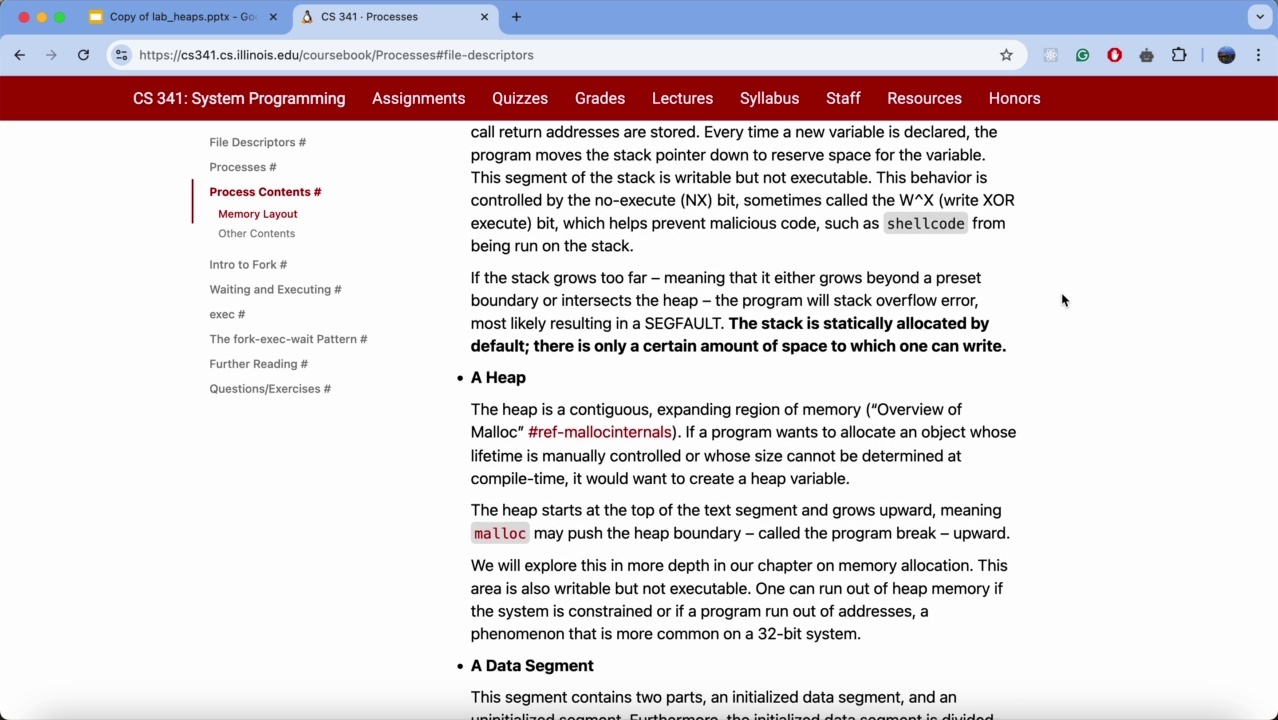 Copy of lab_heaps.pptx - Goo
CS 341 · Processes
https://cs341.cs.illinois.edu/coursebook/Processes#file-descriptors
CS 341: System Programming
Assignments
Quizzes
Grades
Lectures
Syllabus
Staff
Resources
Honors
File Descriptors #
Processes #
Process Contents #
Memory Layout
Other Contents
Intro to Fork #
Waiting and Executing #
exec #
The fork-exec-wait Pattern #
Further Reading #
Questions/Exercises #
call return addresses are stored. Every time a new variable is declared, the
program moves the stack pointer down to reserve space for the variable.
This segment of the stack is writable but not executable. This behavior is
controlled by the no-execute (NX) bit, sometimes called the W^X (write XOR
execute) bit, which helps prevent malicious code, such as shellcode from
being run on the stack.
If the stack grows too far – meaning that it either grows beyond a preset
boundary or intersects the heap – the program will stack overflow error,
most likely resulting in a SEGFAULT. The stack is statically allocated by
default; there is only a certain amount of space to which one can write.
• A Heap
The heap is a contiguous, expanding region of memory (“Overview of
Malloc” #ref-mallocinternals). If a program wants to allocate an object whose
lifetime is manually controlled or whose size cannot be determined at
compile-time, it would want to create a heap variable.
The heap starts at the top of the text segment and grows upward, meaning
malloc may push the heap boundary – called the program break – upward.
We will explore this in more depth in our chapter on memory allocation. This
area is also writable but not executable. One can run out of heap memory if
the system is constrained or if a program run out of addresses, a
phenomenon that is more common on a 32-bit system.
• A Data Segment
This segment contains two parts, an initialized data segment, and an
uninitialized segment. Furthermore, the initialized data segment is divided